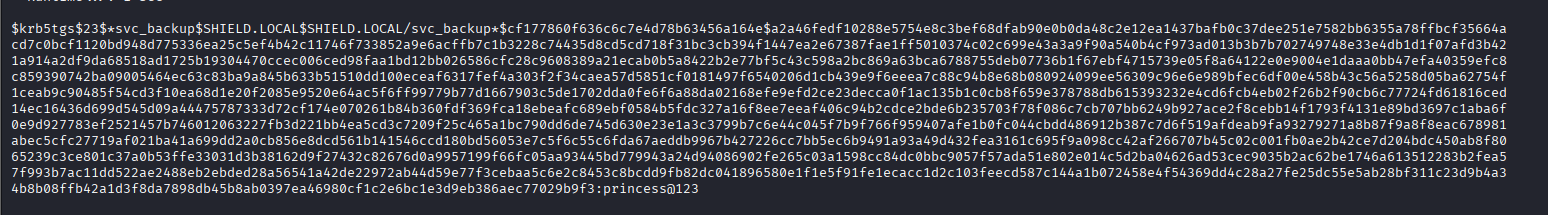 $krb5tgs$23$*svc_backup$SHIELD.LOCAL$SHIELD.LOCAL/svc_backup*$cf177860f636c6c7e4d78b63456a164e$a2a46fedf10288e5754e8c3bef68dfab90e0b0da48c2e12ea1437bafb0c37dee251e7582bb6355a78ffbcf35664a
cd7c0bcf1120bd948d775336ea25c5ef4b42c11746f733852a9e6acffb7c1b3228c74435d8cd5cd718f31bc3cb394f1447ea2e67387fae1ff5010374c02c699e43a3a9f90a540b4cf973ad013b3b7b702749748e33e4db1d1f07afd3b42
1a914a2df9da68518ad1725b19304470ccec006ced98faa1bd12bb026586cfc28c9608389a21ecab0b5a8422b2e77bf5c43c598a2bc869a63bca6788755deb07736b1f67ebf4715739e05f8a64122e0e9004e1daaa0bb47efa40359efc8
c859390742ba09005464ec63c83ba9a845b633b51510dd100eceaf6317fef4a303f2f34caea57d5851cf0181497f6540206d1cb439e9f6eeea7c88c94b8e68b080924099ee56309c96e6e989bfec6df00e458b43c56a5258d05ba62754f
1ceab9c90485f54cd3f10ea68d1e20f2085e9520e64ac5f6ff99779b77d1667903c5de1702dda0fe6f6a88da02168efe9efd2ce23decca0f1ac135b1c0cb8f659e378788db615393232e4cd6fcb4eb02f26b2f90cb6c77724fd61816ced
14ec16436d699d545d09a44475787333d72cf174e070261b84b360fdf369fca18ebeafc689ebf0584b5fdc327a16f8ee7eeaf406c94b2cdce2bde6b235703f78f086c7cb707bb6249b927ace2f8cebb14f1793f4131e89bd3697c1aba6f
0e9d927783ef2521457b746012063227fb3d221bb4ea5cd3c7209f25c465a1bc790dd6de745d630e23e1a3c3799b7c6e44c045f7b9f766f959407afe1b0fc044cbdd486912b387c7d6f519afdeab9fa93279271a8b87f9a8f8eac678981
abec5cfc27719af021ba41a699dd2a0cb856e8dcd561b141546ccd180bd56053e7c5f6c55c6fda67aeddb9967b427226cc7bb5ec6b9491a93a49d432fea3161c695f9a098cc42af266707b45c02c001fb0ae2b42ce7d204bdc450ab8f80
65239c3ce801c37a0b53ffe33031d3b38162d9f27432c82676d0a9957199f66fc05aa93445bd779943a24d94086902fe265c03a1598cc84dc0bbc9057f57ada51e802e014c5d2ba04626ad53cec9035b2ac62be1746a613512283b2fea5
7f993b7ac11dd522ae2488eb2ebded28a56541a42de22972ab44d59e77f3cebaa5c6e2c8453c8bcdd9fb82dc041896580e1f1e5f91fe1ecacc1d2c103feecd587c144a1b072458e4f54369dd4c28a27fe25dc55e5ab28bf311c23d9b4a3
4b8b08ffb42a1d3f8da7898db45b8ab0397ea46980cf1c2e6bc1e3d9eb386aec77029b9f3:princess@123